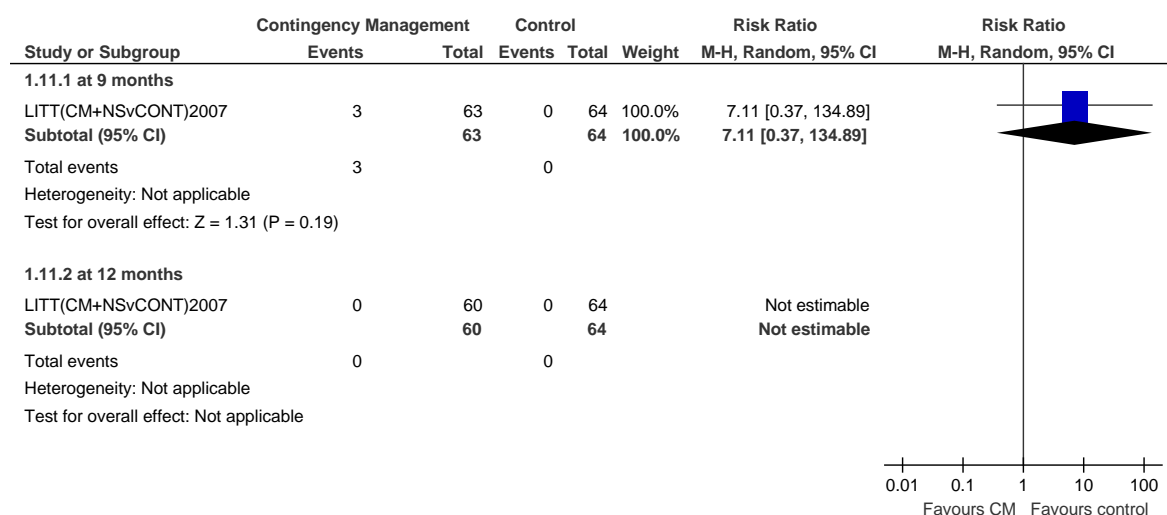 Contingency Management Control Risk Ratio Risk Ratio
Study or Subgroup Events Total Events Total Weight M-H, Random, 95% CI M-H, Random, 95% CI
1.11.1 at 9 months
LITT(CM+NSvCONT)2007 3 63 0 64 100.0% 7.11 [0.37, 134.89]
Subtotal (95% CI) 63 64 100.0% 7.11 [0.37, 134.89]
Total events 3 0
Heterogeneity: Not applicable
Test for overall effect: Z = 1.31 (P = 0.19)
1.11.2 at 12 months
LITT(CM+NSvCONT)2007 0 60 0 64 Not estimable
Subtotal (95% CI) 60 64 Not estimable
Total events 0 0
Heterogeneity: Not applicable
Test for overall effect: Not applicable
0.01 0.1 1 10 100
Favours CM Favours control